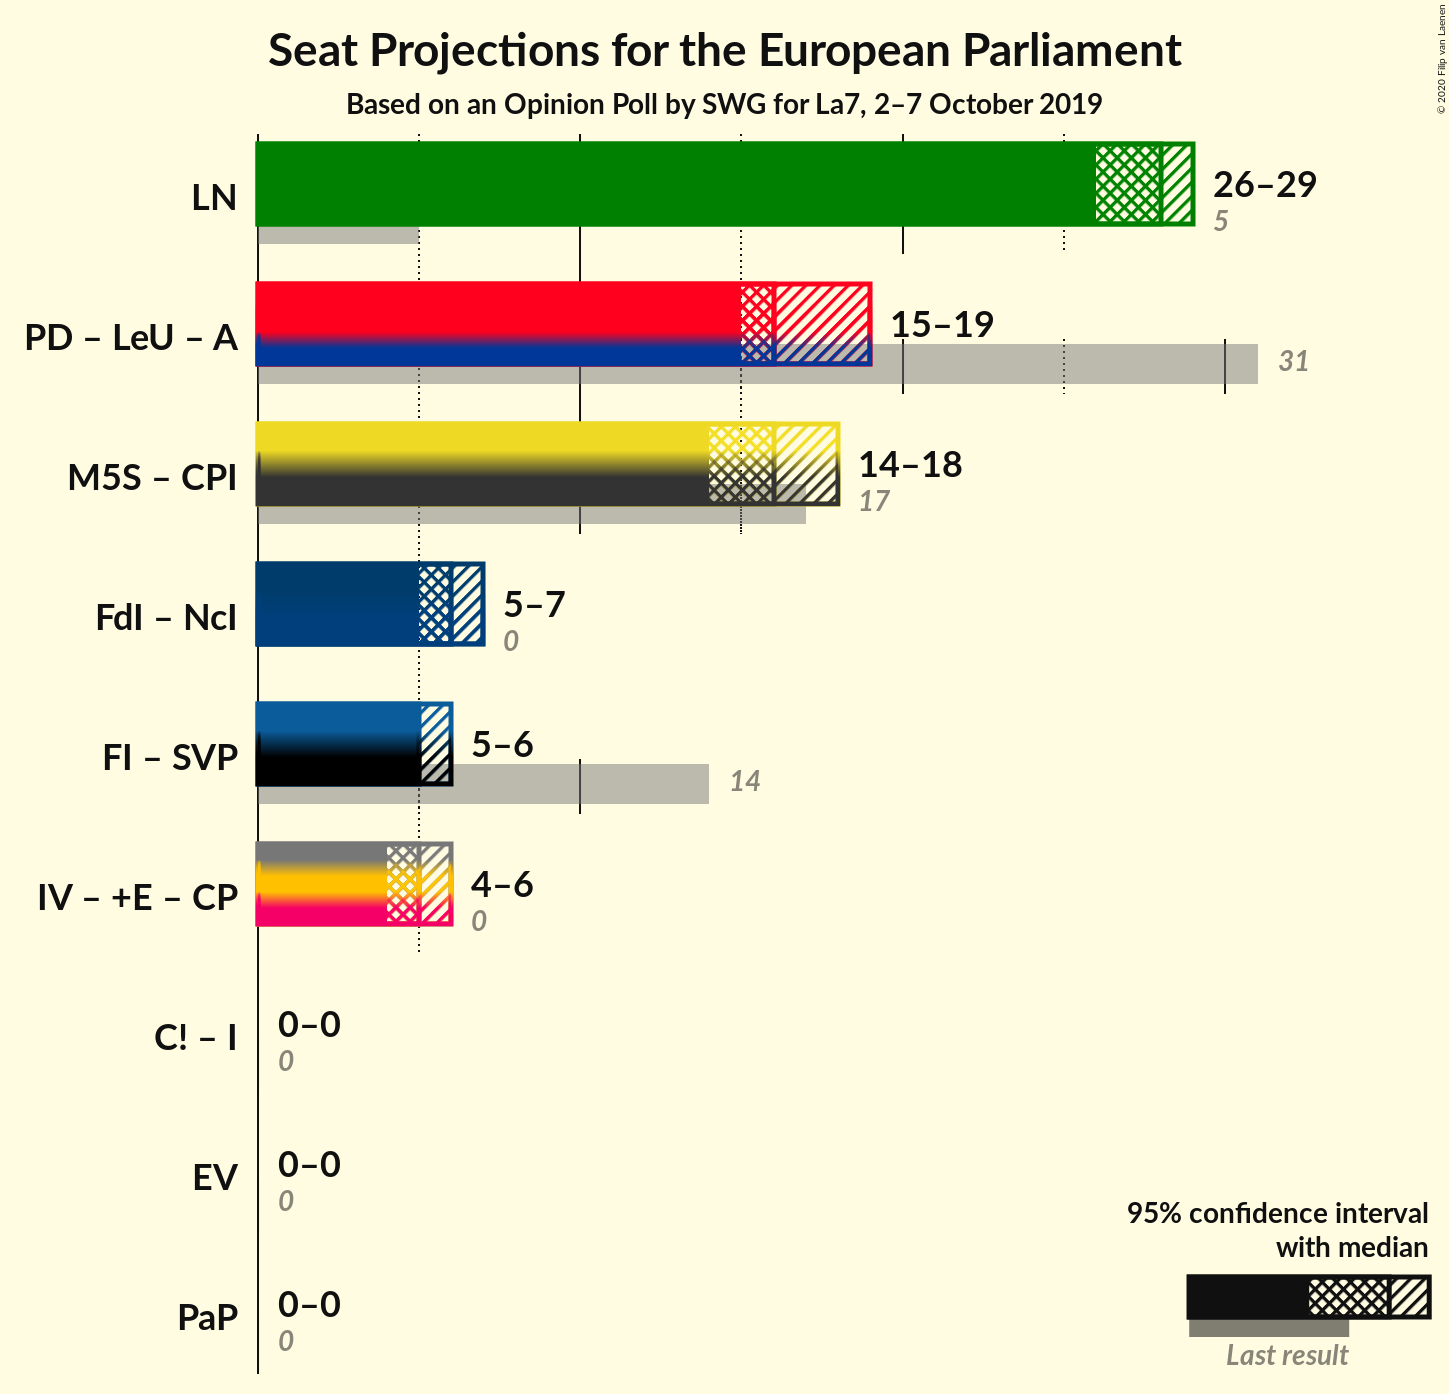 Seat Projections for the European Parliament
Based on an Opinion Poll by SWG for La7, 2–7 October 2019
© 2020 Filip van Laenen
LN
26–29
5
PD – LeU – A
15–19
31
M5S – CPI
14–18
17
FdI – NcI
5–7
0
FI – SVP
5–6
14
IV – +E – CP
4–6
0
C! – I
0–0
0
EV
0–0
0
PaP
0–0
0
95% confidence interval
with median
Last result